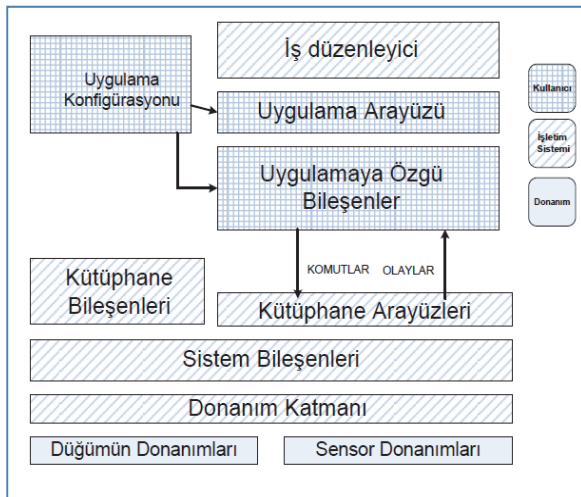 İş düzenleyici
Uygulama
Konfigürasyonu
Uygulama Arayüzü
Uygulamaya Özgü
Bileşenler
Kullanıcı
İşletim
Sistemi
Donanım
KOMUTLAR OLAYLAR
Kütüphane
Bileşenleri
Kütüphane Arayüzleri
Sistem Bileşenleri
Donanım Katmanı
Düğümün Donanımları
Sensor Donanımları